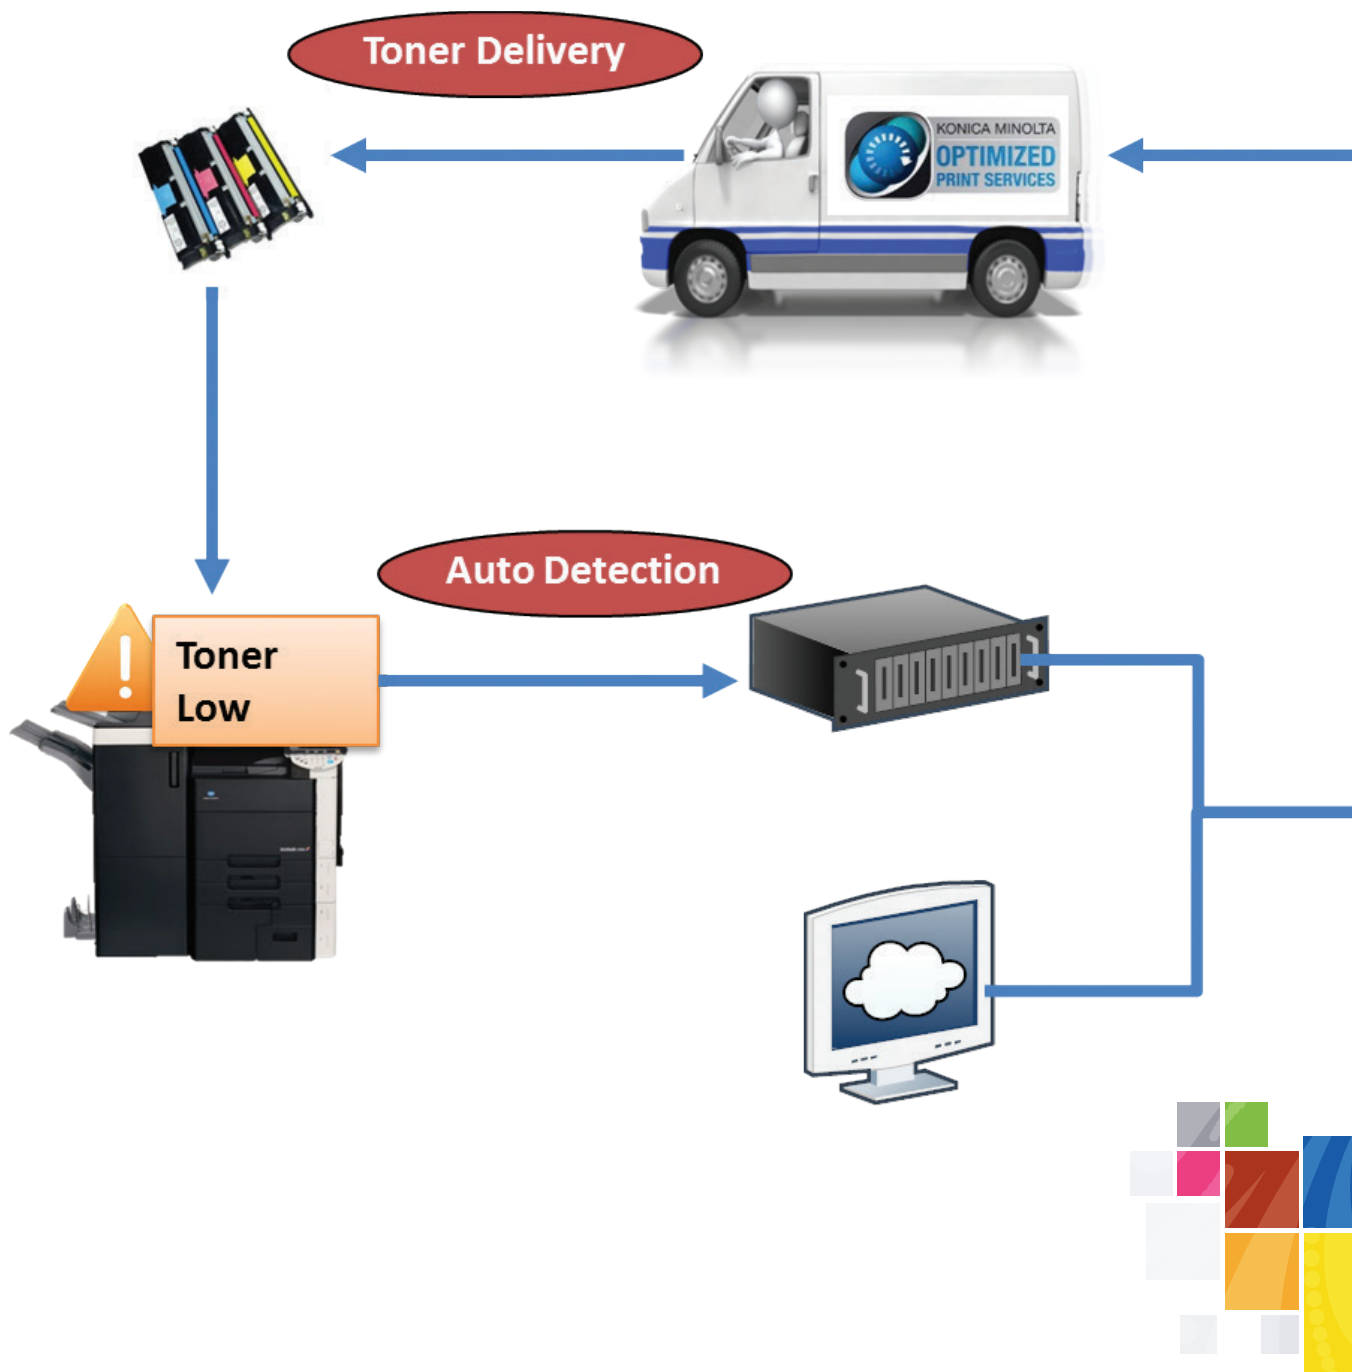 Toner Delivery
KONICA MINOLTA
OPTIMIZED
PRINT SERVICES
Auto Detection
Toner
Low